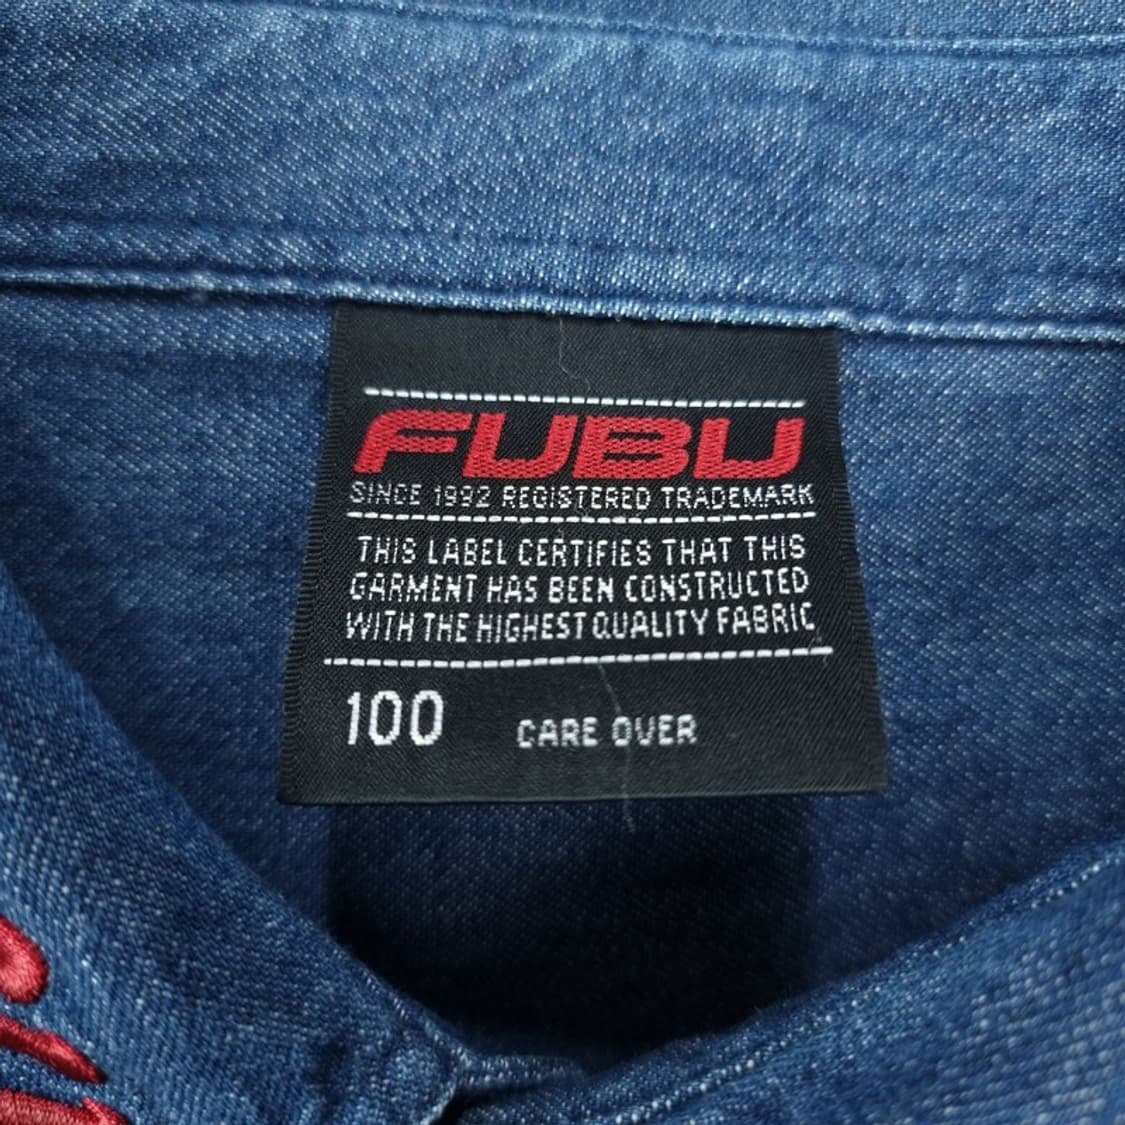 FUBU
SINCE 1992 REGISTERED TRADEMARK
THIS LABEL CERTIFIES THAT THIS
GARMENT HAS BEEN CONSTRUCTED
WITH THE HIGHEST QUALITY FABRIC
100 CARE OVER